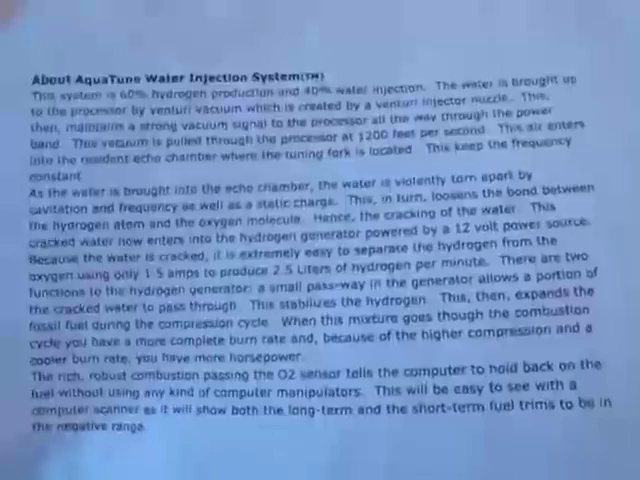 About AquaTune Water Injection System(TM)
This system is 60% hydrogen production and 40% water injection. The water is brought up
to the processor by venturi vacuum which is created by a venturi injector nuzzle. This,
then, maintains a strong vacuum signal to the processor all the way through the power
band. This vacuum is pulled through the processor at 1200 feet per second. This air enters
into the resident echo chamber where the tuning fork is located. This keep the frequency
constant.
As the water is brought into the echo chamber, the water is violently torn apart by
cavitation and frequency as well as a static charge. This, in turn, loosens the bond between
the hydrogen atom and the oxygen molecule. Hence, the cracking of the water. This
cracked water now enters into the hydrogen generator powered by a 12 volt power source.
Because the water is cracked, it is extremely easy to separate the hydrogen from the
oxygen using only 1.5 amps to produce 2.5 Liters of hydrogen per minute. There are two
functions to the hydrogen generator: a small pass-way in the generator allows a portion of
the cracked water to pass through. This stabilizes the hydrogen. This, then, expands the
fossil fuel during the compression cycle. When this mixture goes though the combustion
cycle you have a more complete burn rate and, because of the higher compression and a
cooler burn rate, you have more horsepower.
The rich, robust combustion passing the O2 sensor tells the computer to hold back on the
fuel without using any kind of computer manipulators. This will be easy to see with a
computer scanner as it will show both the long-term and the short-term fuel trims to be in
the negative range.